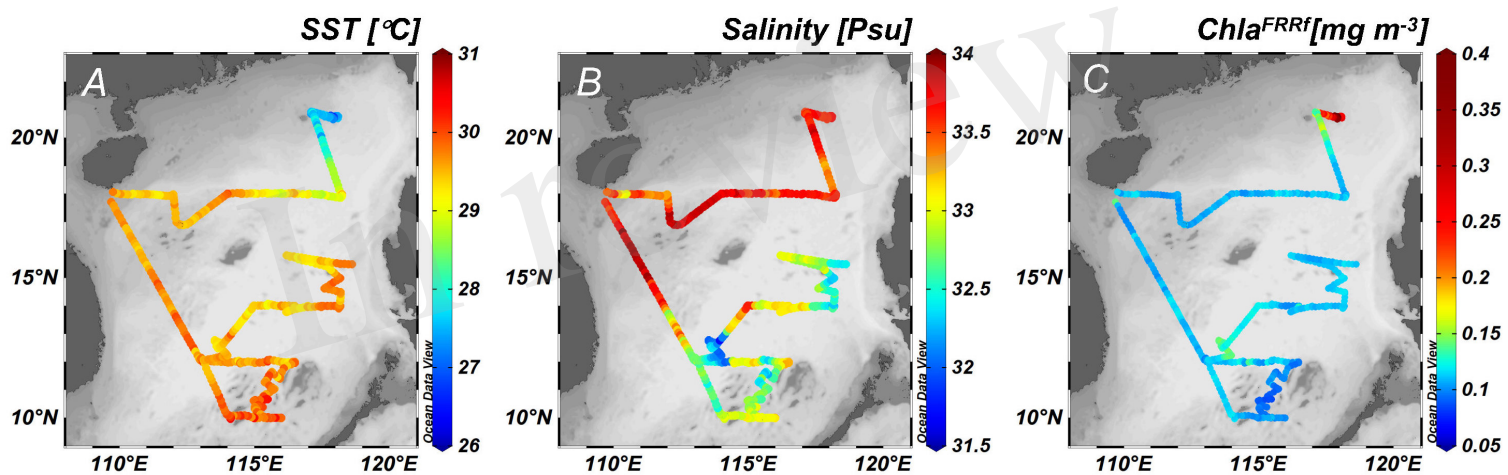 SST [°C]
A
31
30
29
28
27
26
20°N
15°N
10°N
110°E
115°E
120°E
Ocean Data View
Salinity [Psu]
B
34
33.5
33
32.5
32
31.5
20°N
15°N
10°N
110°E
115°E
120°E
Ocean Data View
Chla^FRRf[mg m-3]
C
0.4
0.35
0.3
0.25
0.2
0.15
0.1
0.05
20°N
15°N
10°N
110°E
115°E
120°E
Ocean Data View
In review